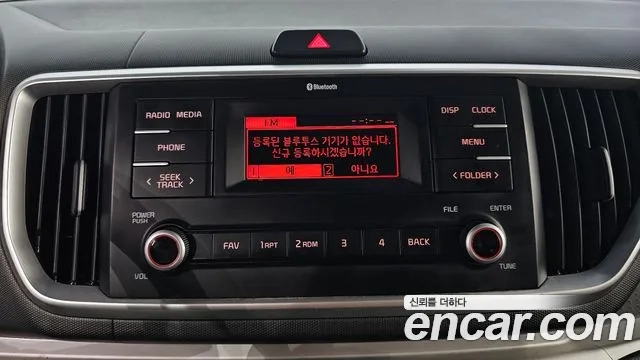 Bluetooth
RADIO MEDIA
PHONE
< SEEK TRACK >
POWER PUSH
VOL
FM --:--
등록된 블루투스 기기가 없습니다.
신규 등록하시겠습니까?
1 예 2 아니요
DISP CLOCK
MENU
< FOLDER >
FILE ENTER
TUNE
FAV 1 RPT 2 RDM 3 4 BACK
신뢰를 더하다
encar.com